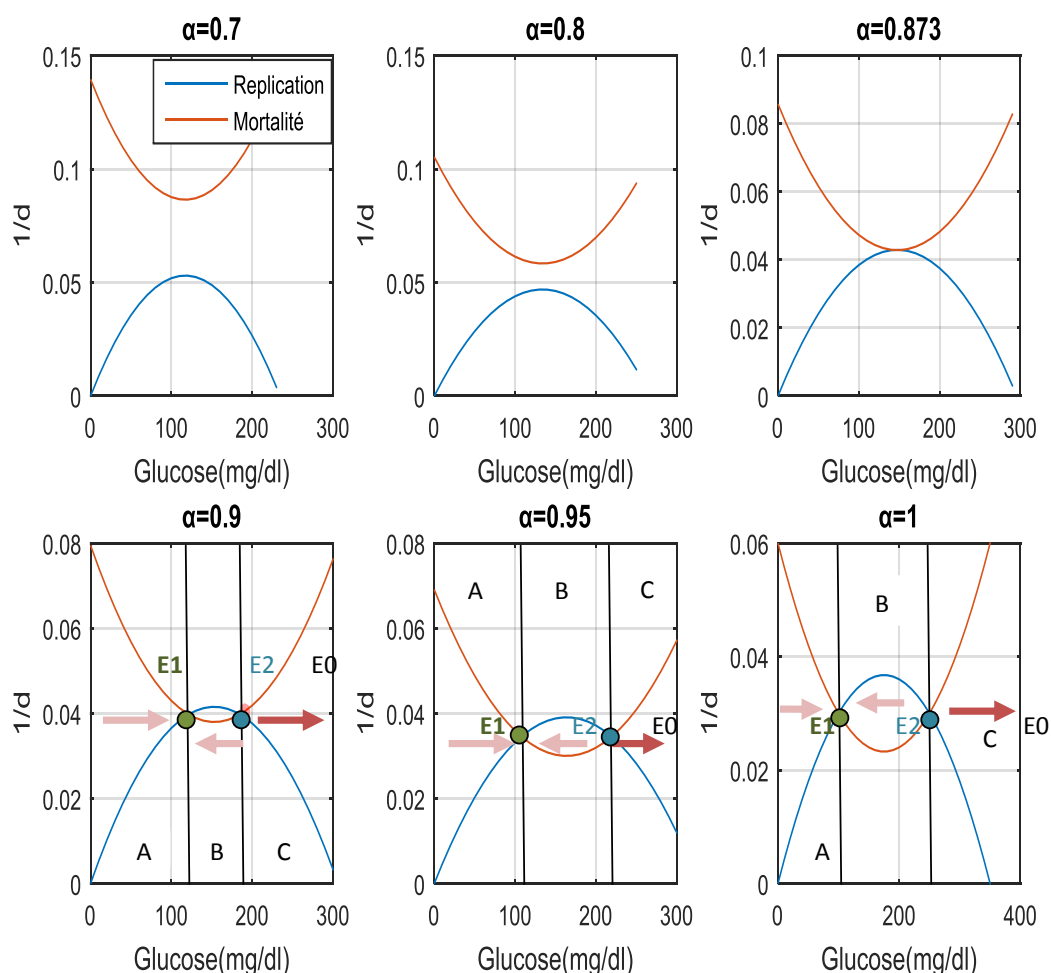 α=0.7
0.15
0.1
0.05
0
1/d
Replication
Mortalité
0 100 200 300
Glucose(mg/dl)
α=0.8
0.15
0.1
0.05
0
1/d
0 100 200 300
Glucose(mg/dl)
α=0.873
0.1
0.08
0.06
0.04
0.02
0
1/d
0 100 200 300
Glucose(mg/dl)
α=0.9
0.08
0.06
0.04
0.02
0
1/d
E1 E2 E0
A B C
0 100 200 300
Glucose(mg/dl)
α=0.95
0.08
0.06
0.04
0.02
0
1/d
A B C
E1 E2 E0
0 100 200 300
Glucose(mg/dl)
α=1
0.06
0.04
0.02
0
1/d
B
E1 E2 C E0
A
0 200 400
Glucose(mg/dl)